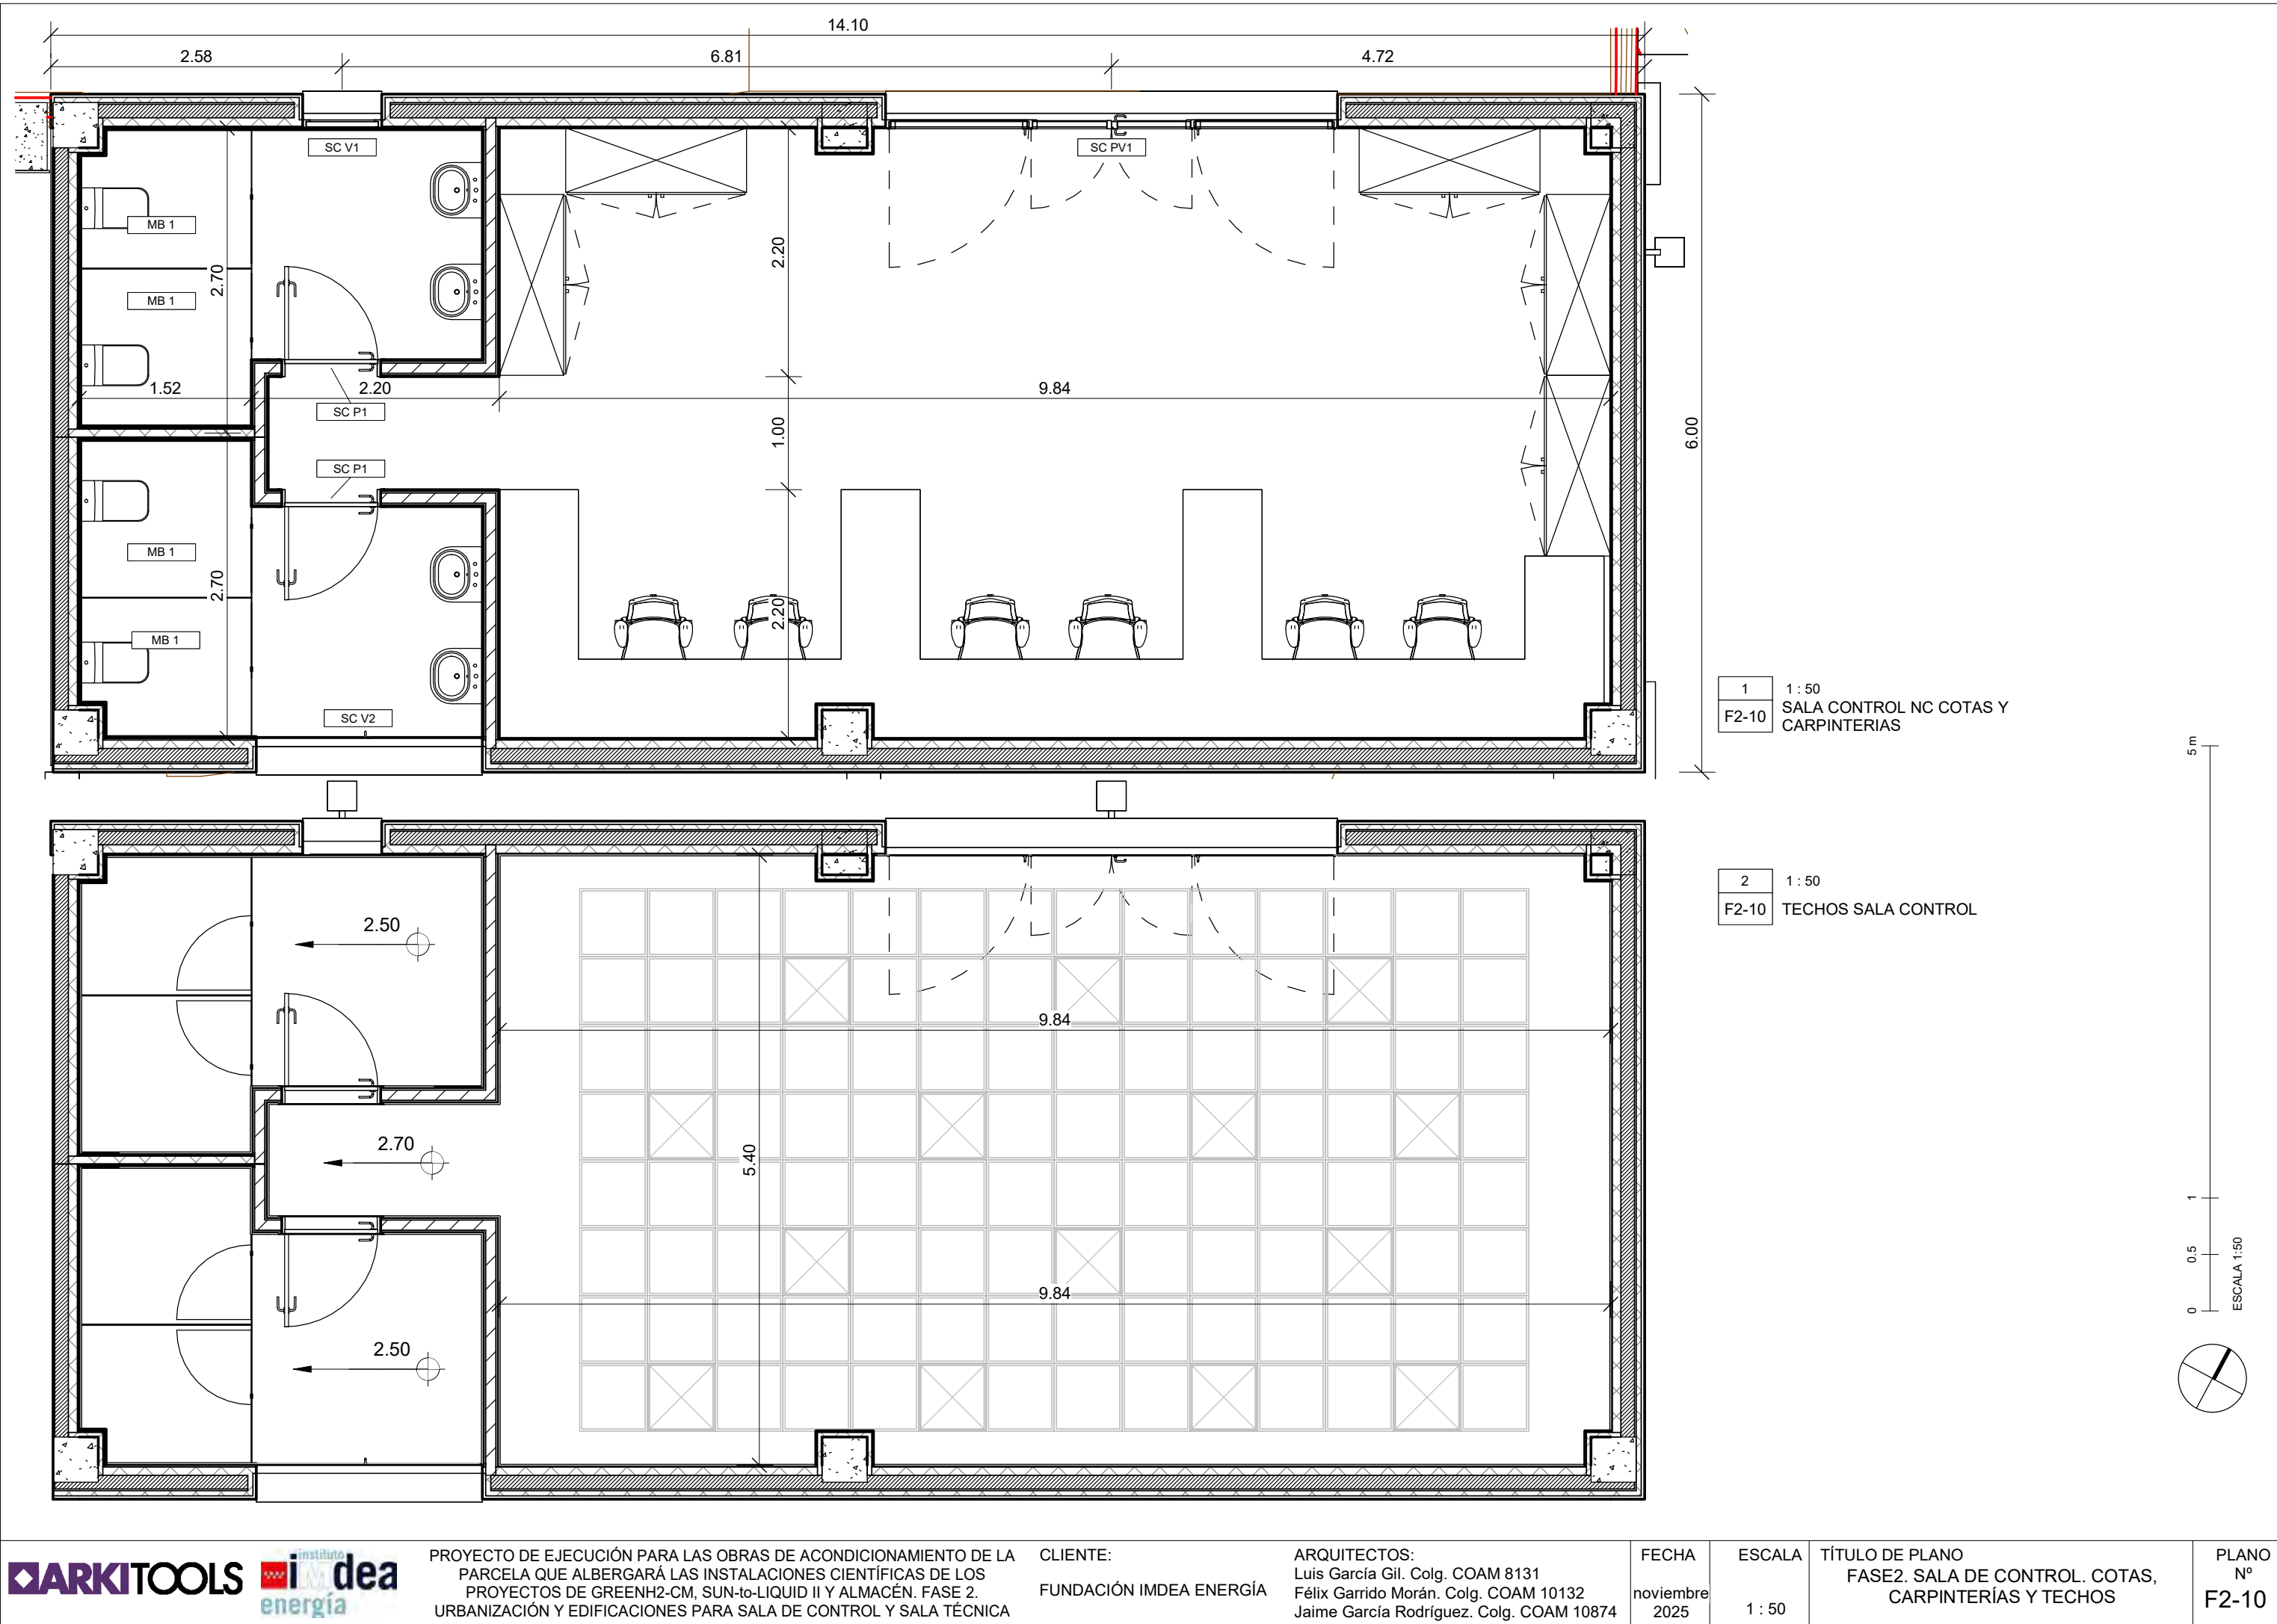 14.10
2.58
6.81
4.72
SC V1
SC PV1
MB 1
2.70
2.20
MB 1
1.52
2.20
9.84
SC P1
1.00
6.00
SC P1
MB 1
2.70
2.20
MB 1
SC V2
1
1 : 50
F2-10
SALA CONTROL NC COTAS Y
CARPINTERIAS
5 m
2
1 : 50
F2-10
TECHOS SALA CONTROL
2.50
9.84
2.70
5.40
1
0.5
0
ESCALA 1:50
9.84
2.50
ARKITOOLS
instituto
imdea
energía
PROYECTO DE EJECUCIÓN PARA LAS OBRAS DE ACONDICIONAMIENTO DE LA
PARCELA QUE ALBERGARÁ LAS INSTALACIONES CIENTÍFICAS DE LOS
PROYECTOS DE GREENH2-CM, SUN-to-LIQUID II Y ALMACÉN. FASE 2.
URBANIZACIÓN Y EDIFICACIONES PARA SALA DE CONTROL Y SALA TÉCNICA
CLIENTE:
FUNDACIÓN IMDEA ENERGÍA
ARQUITECTOS:
Luis García Gil. Colg. COAM 8131
Félix Garrido Morán. Colg. COAM 10132
Jaime García Rodríguez. Colg. COAM 10874
FECHA
noviembre
2025
ESCALA
1 : 50
TÍTULO DE PLANO
FASE2. SALA DE CONTROL. COTAS,
CARPINTERÍAS Y TECHOS
PLANO
Nº
F2-10